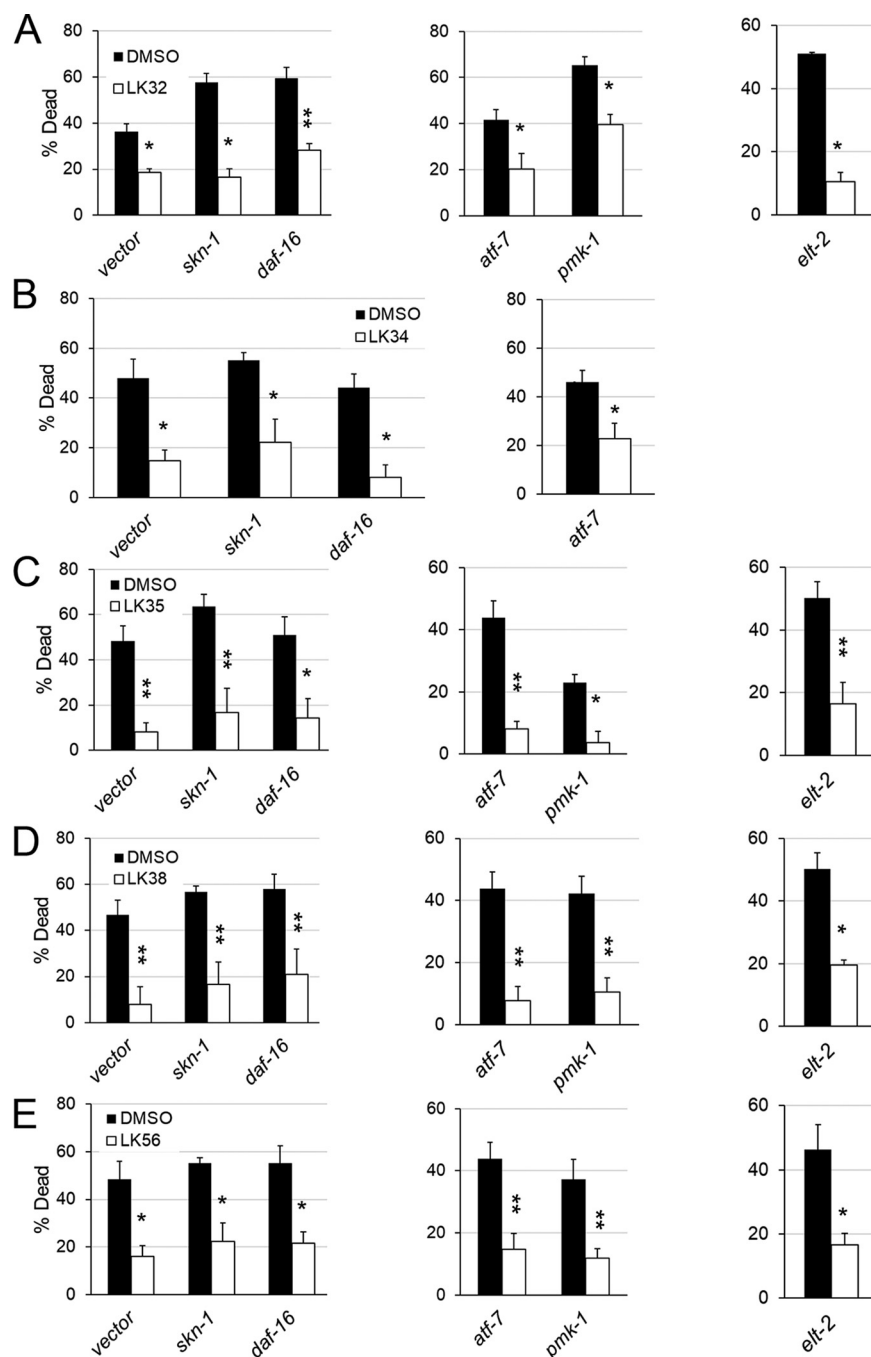 A
% Dead
80
60
40
20
0
DMSO
LK32
*
*
**
vector
skn-1
daf-16
80
60
40
20
0
*
*
atf-7
pmk-1
60
40
20
0
*
elt-2
B
% Dead
80
60
40
20
0
DMSO
LK34
*
*
*
vector
skn-1
daf-16
80
60
40
20
0
*
atf-7
C
% Dead
80
60
40
20
0
DMSO
LK35
**
**
*
vector
skn-1
daf-16
60
40
20
0
**
*
atf-7
pmk-1
60
40
20
0
**
elt-2
D
% Dead
80
60
40
20
0
DMSO
LK38
**
**
**
vector
skn-1
daf-16
60
40
20
0
**
**
atf-7
pmk-1
60
40
20
0
*
elt-2
E
% Dead
80
60
40
20
0
DMSO
LK56
*
*
*
vector
skn-1
daf-16
60
40
20
0
**
**
atf-7
pmk-1
60
40
20
0
*
elt-2